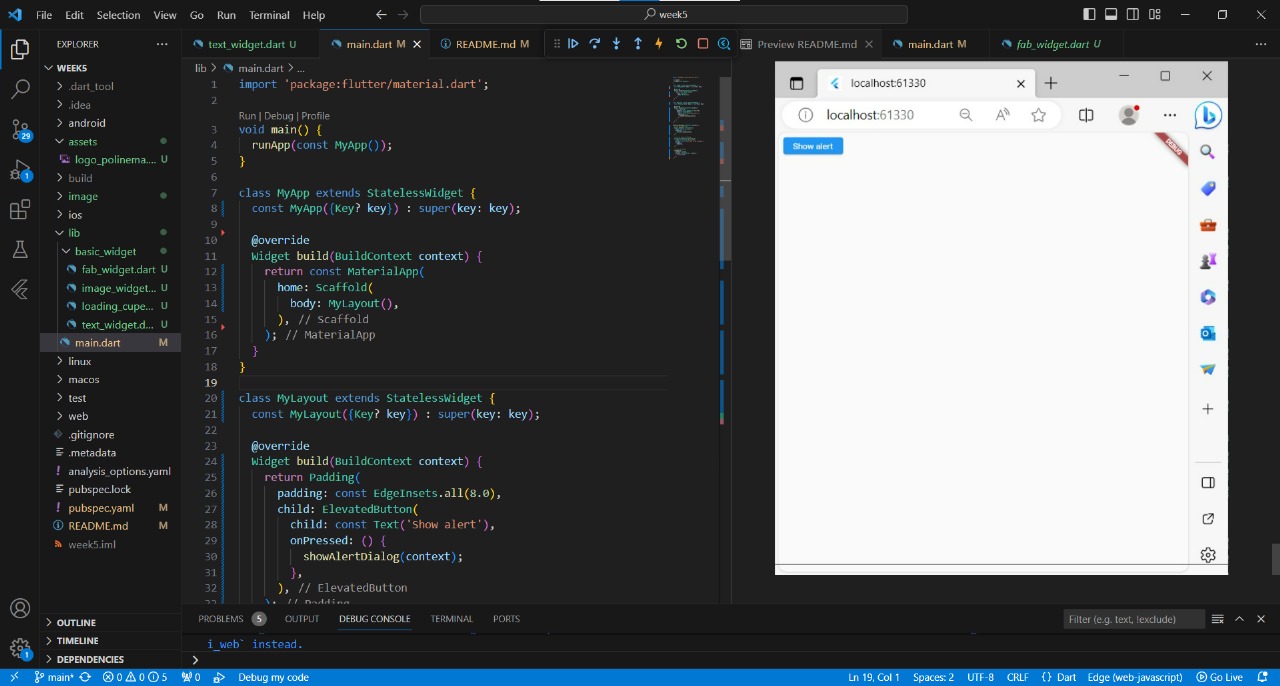 File Edit Selection View Go Run Terminal Help
week5
EXPLORER
text_widget.dart U
main.dart M
README.md M
Preview README.md
main.dart M
fab_widget.dart U
WEEK5
.dart_tool
.idea
android
assets
logo_polinema.... U
build
image
ios
lib
basic_widget
fab_widget.dart U
image_widget... U
loading_cupe... U
text_widget.d... U
main.dart M
linux
macos
test
web
.gitignore
.metadata
analysis_options.yaml
pubspec.lock
pubspec.yaml M
README.md M
week5.iml
OUTLINE
TIMELINE
DEPENDENCIES
29
1
1
lib > main.dart > ...
1 import 'package:flutter/material.dart';
2
Run | Debug | Profile
3 void main() {
4 runApp(const MyApp());
5 }
6
7 class MyApp extends StatelessWidget {
8 const MyApp({Key? key}) : super(key: key);
9
10 @override
11 Widget build(BuildContext context) {
12 return const MaterialApp(
13 home: Scaffold(
14 body: MyLayout(),
15 ), // Scaffold
16 ); // MaterialApp
17 }
18 }
19
20 class MyLayout extends StatelessWidget {
21 const MyLayout({Key? key}) : super(key: key);
22
23 @override
24 Widget build(BuildContext context) {
25 return Padding(
26 padding: const EdgeInsets.all(8.0),
27 child: ElevatedButton(
28 child: const Text('Show alert'),
29 onPressed: () {
30 showAlertDialog(context);
31 },
32 ), // ElevatedButton
33 ); // Padding
localhost:61330
localhost:61330
Show alert
DEBUG
PROBLEMS 5 OUTPUT DEBUG CONSOLE TERMINAL PORTS
Filter (e.g. text, !exclude)
i_web` instead.
main* 0 0 5 0 Debug my code
Ln 19, Col 1 Spaces: 2 UTF-8 CRLF {} Dart Edge (web-javascript) Go Live